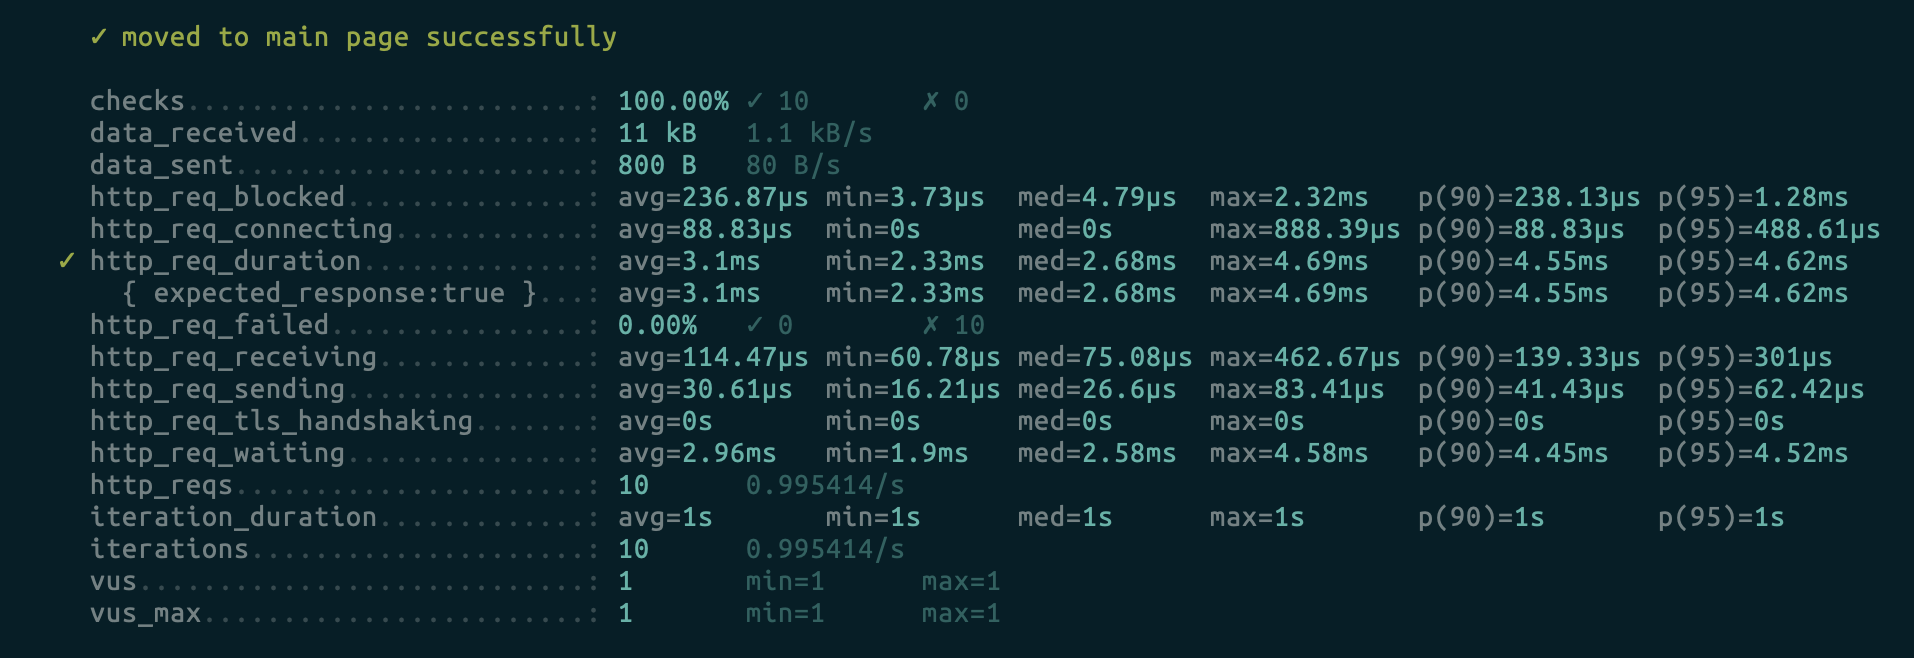 ✓ moved to main page successfully
checks.........................: 100.00% ✓ 10       ✗ 0
data_received..................: 11 kB   1.1 kB/s
data_sent......................: 800 B   80 B/s
http_req_blocked...............: avg=236.87µs min=3.73µs  med=4.79µs  max=2.32ms   p(90)=238.13µs p(95)=1.28ms
http_req_connecting............: avg=88.83µs  min=0s      med=0s      max=888.39µs p(90)=88.83µs  p(95)=488.61µs
✓ http_req_duration..............: avg=3.1ms    min=2.33ms  med=2.68ms  max=4.69ms   p(90)=4.55ms   p(95)=4.62ms
{ expected_response:true }...: avg=3.1ms    min=2.33ms  med=2.68ms  max=4.69ms   p(90)=4.55ms   p(95)=4.62ms
http_req_failed................: 0.00%   ✓ 0        ✗ 10
http_req_receiving.............: avg=114.47µs min=60.78µs med=75.08µs max=462.67µs p(90)=139.33µs p(95)=301µs
http_req_sending...............: avg=30.61µs  min=16.21µs med=26.6µs  max=83.41µs  p(90)=41.43µs  p(95)=62.42µs
http_req_tls_handshaking.......: avg=0s       min=0s      med=0s      max=0s       p(90)=0s       p(95)=0s
http_req_waiting...............: avg=2.96ms   min=1.9ms   med=2.58ms  max=4.58ms   p(90)=4.45ms   p(95)=4.52ms
http_reqs......................: 10      0.995414/s
iteration_duration.............: avg=1s       min=1s      med=1s      max=1s       p(90)=1s       p(95)=1s
iterations.....................: 10      0.995414/s
vus............................: 1       min=1      max=1
vus_max........................: 1       min=1      max=1